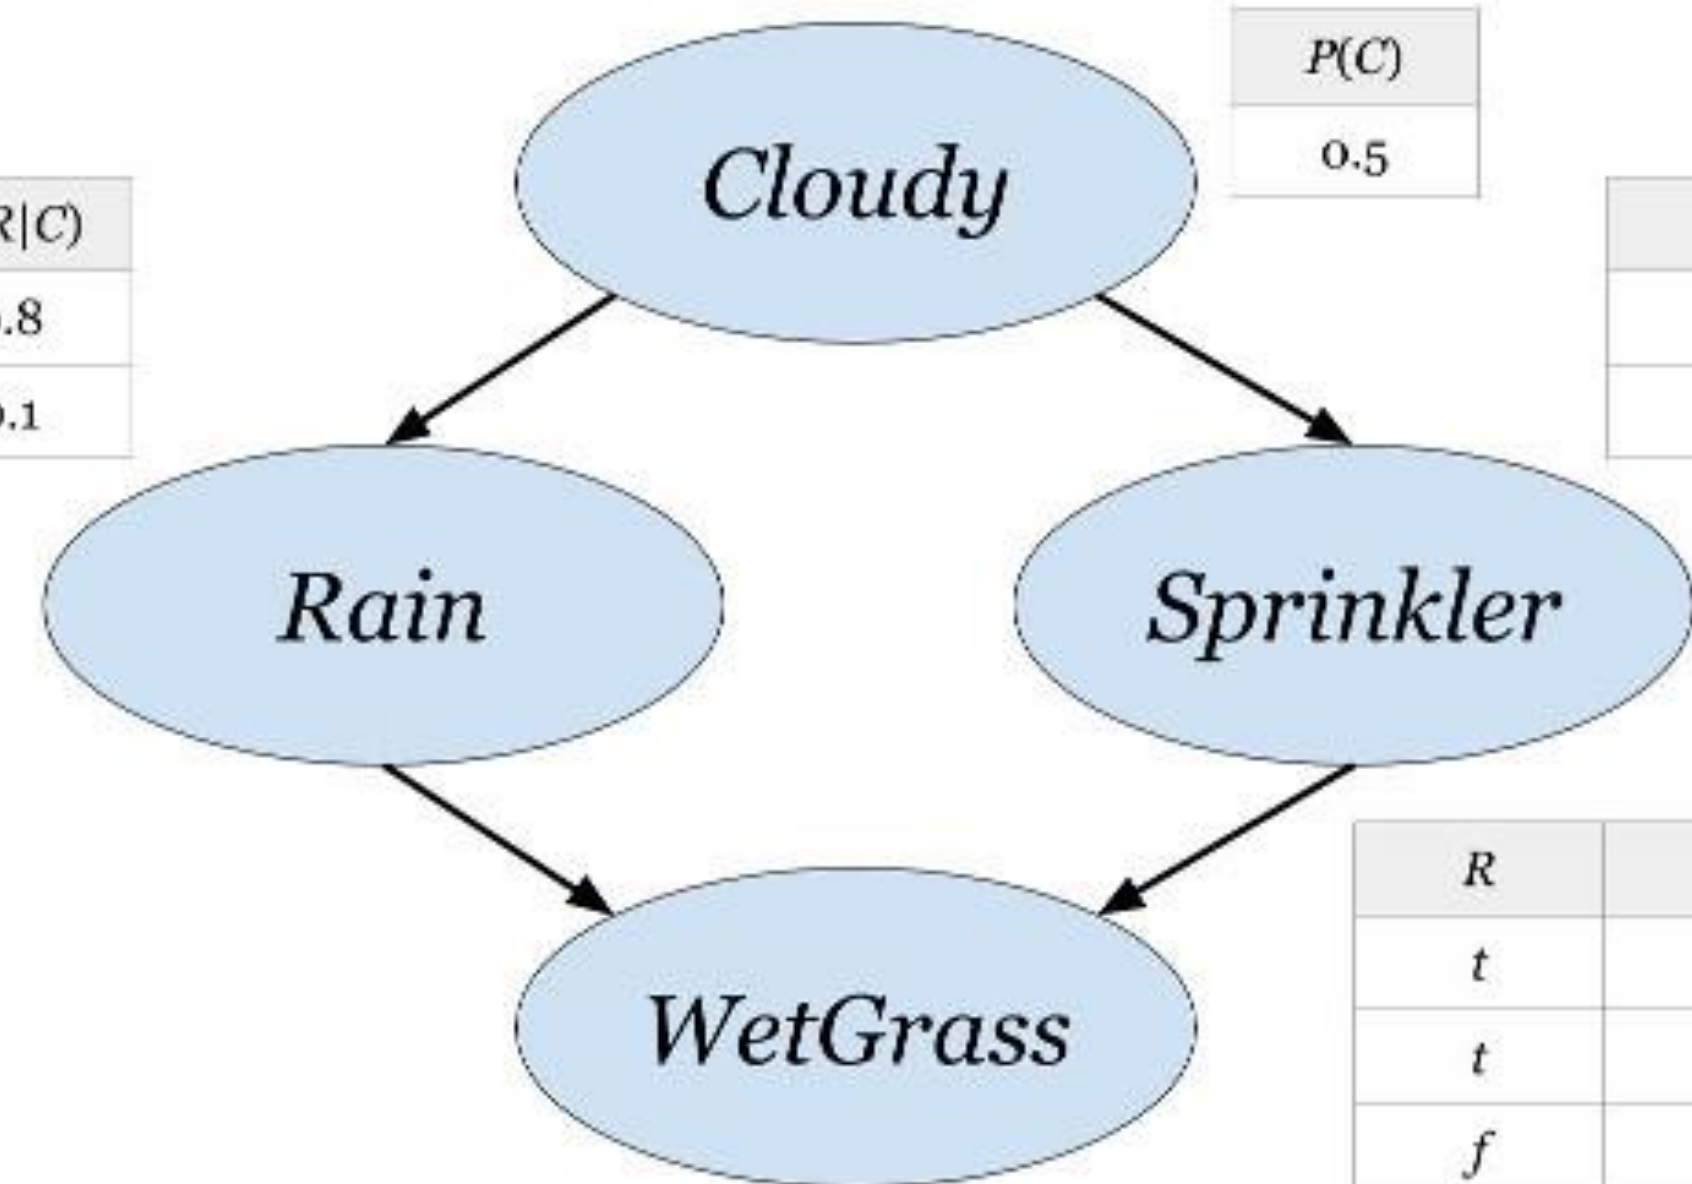 P(C)
0.5
Cloudy
R|C)
.8
.1
Rain
Sprinkler
WetGrass
R
t
t
f